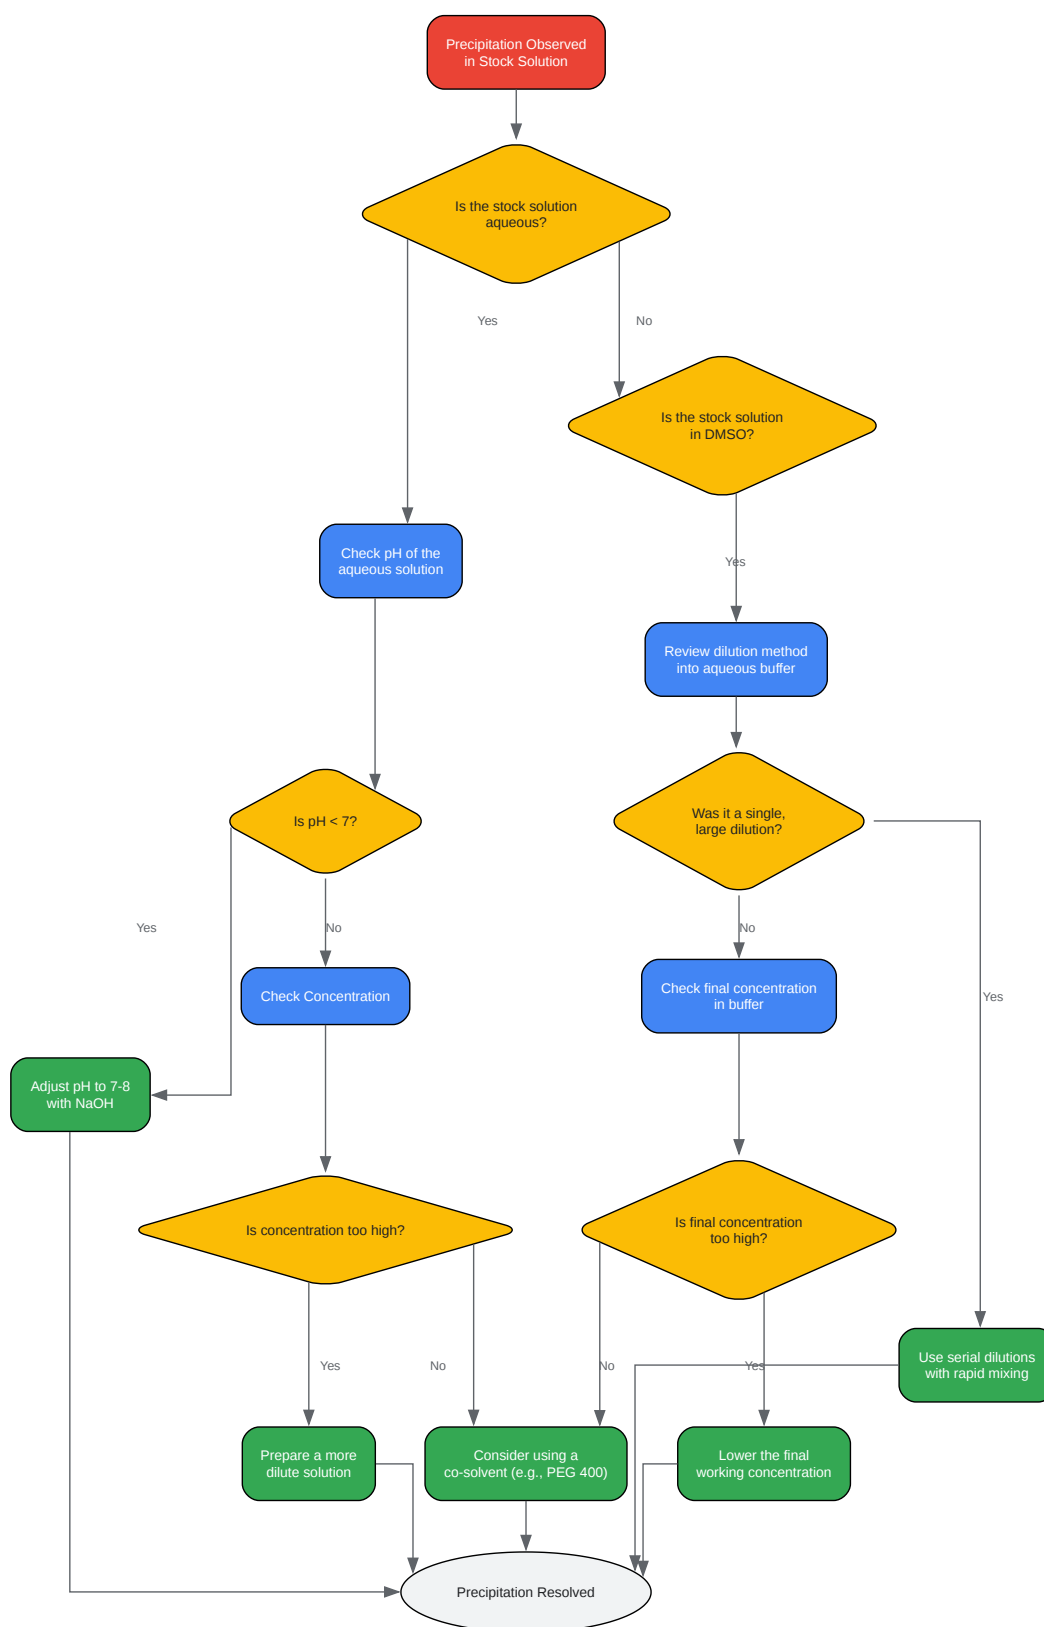 Precipitation Observed
in Stock Solution
Is the stock solution
aqueous?
Yes
No
Is the stock solution
in DMSO?
Check pH of the
aqueous solution
Yes
Review dilution method
into aqueous buffer
Is pH < 7?
Was it a single,
large dilution?
Yes
No
No
Check Concentration
Check final concentration
in buffer
Yes
Adjust pH to 7-8
with NaOH
Is concentration too high?
Is final concentration
too high?
Yes
No
No
Yes
Use serial dilutions
with rapid mixing
Prepare a more
dilute solution
Consider using a
co-solvent (e.g., PEG 400)
Lower the final
working concentration
Precipitation Resolved